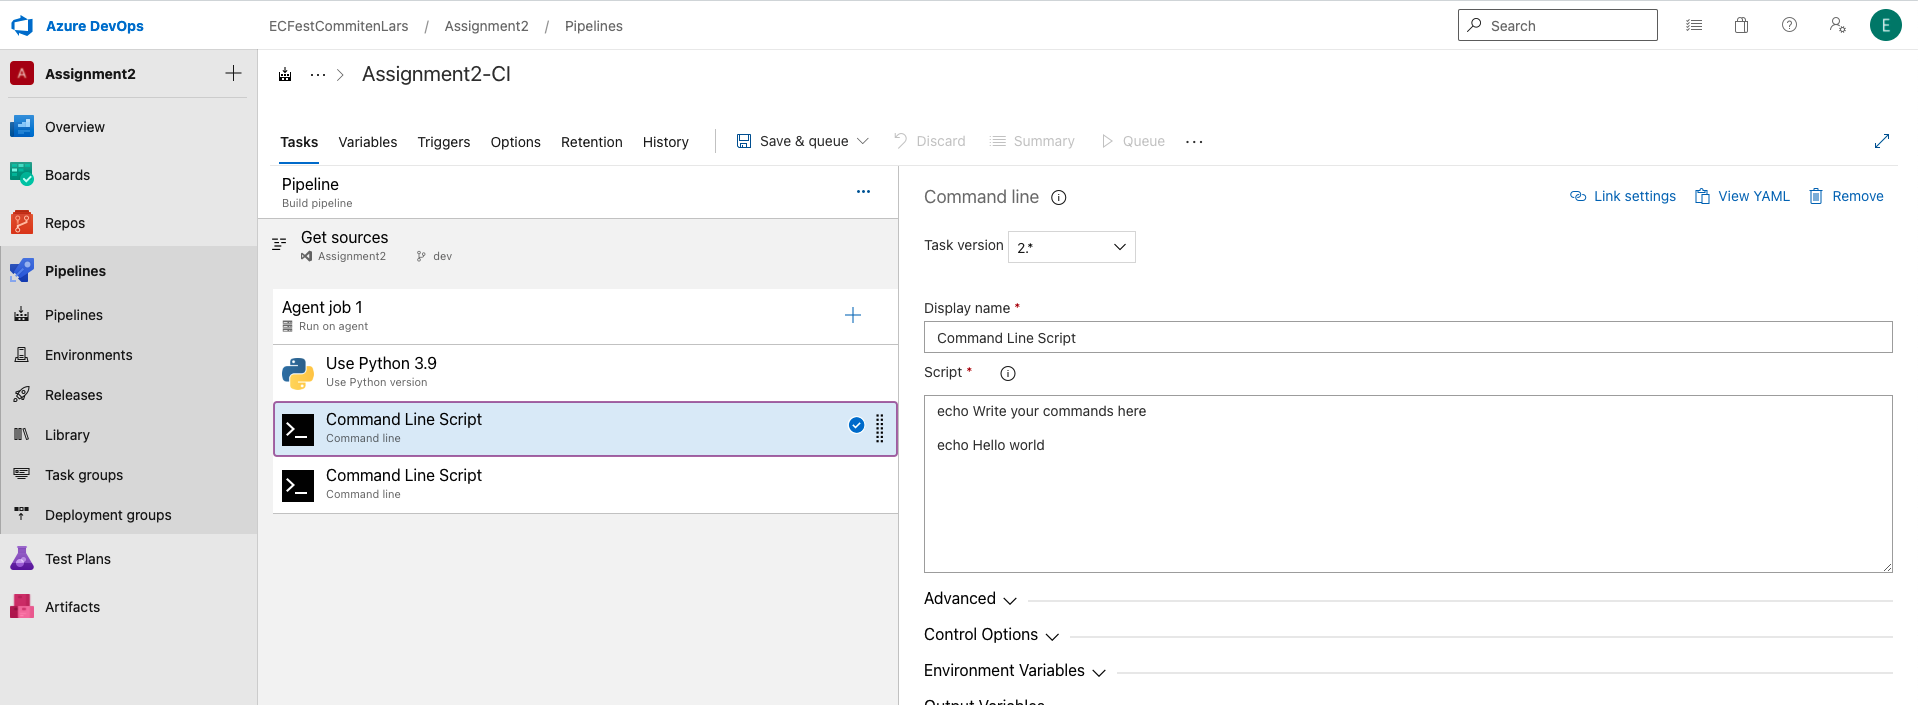 Azure DevOps
ECFestCommitenLars / Assignment2 / Pipelines
Search
E
A Assignment2
Overview
Boards
Repos
Pipelines
Pipelines
Environments
Releases
Library
Task groups
Deployment groups
Test Plans
Artifacts
Assignment2-CI
Tasks Variables Triggers Options Retention History Save & queue Discard Summary Queue
Pipeline
Build pipeline
Get sources
Assignment2 dev
Agent job 1
Run on agent
Use Python 3.9
Use Python version
Command Line Script
Command line
Command Line Script
Command line
Command line
Link settings View YAML Remove
Task version 2.*
Display name *
Command Line Script
Script *
echo Write your commands here
echo Hello world
Advanced
Control Options
Environment Variables
Output Variables